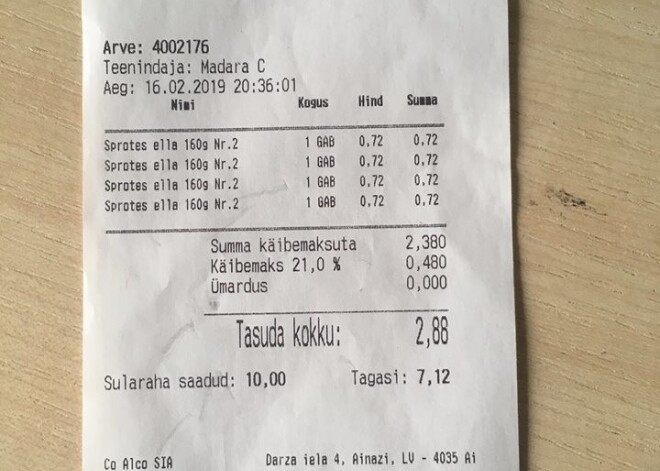 Arve: 4002176
Teenindaja: Madara C
Aeg: 16.02.2019 20:36:01
Nimi Kogus Hind Summa
Sprotes ella 160g Nr.2 1 GAB 0,72 0,72
Sprotes ella 160g Nr.2 1 GAB 0,72 0,72
Sprotes ella 160g Nr.2 1 GAB 0,72 0,72
Sprotes ella 160g Nr.2 1 GAB 0,72 0,72
Summa käibemaksuta 2,380
Käibemaks 21,0 % 0,480
Ümardus 0,000
Tasuda kokku: 2,88
Sularaha saadud: 10,00 Tagasi: 7,12
Co Alco SIA Darza iela 4, Ainazi, LV - 4035 Ai